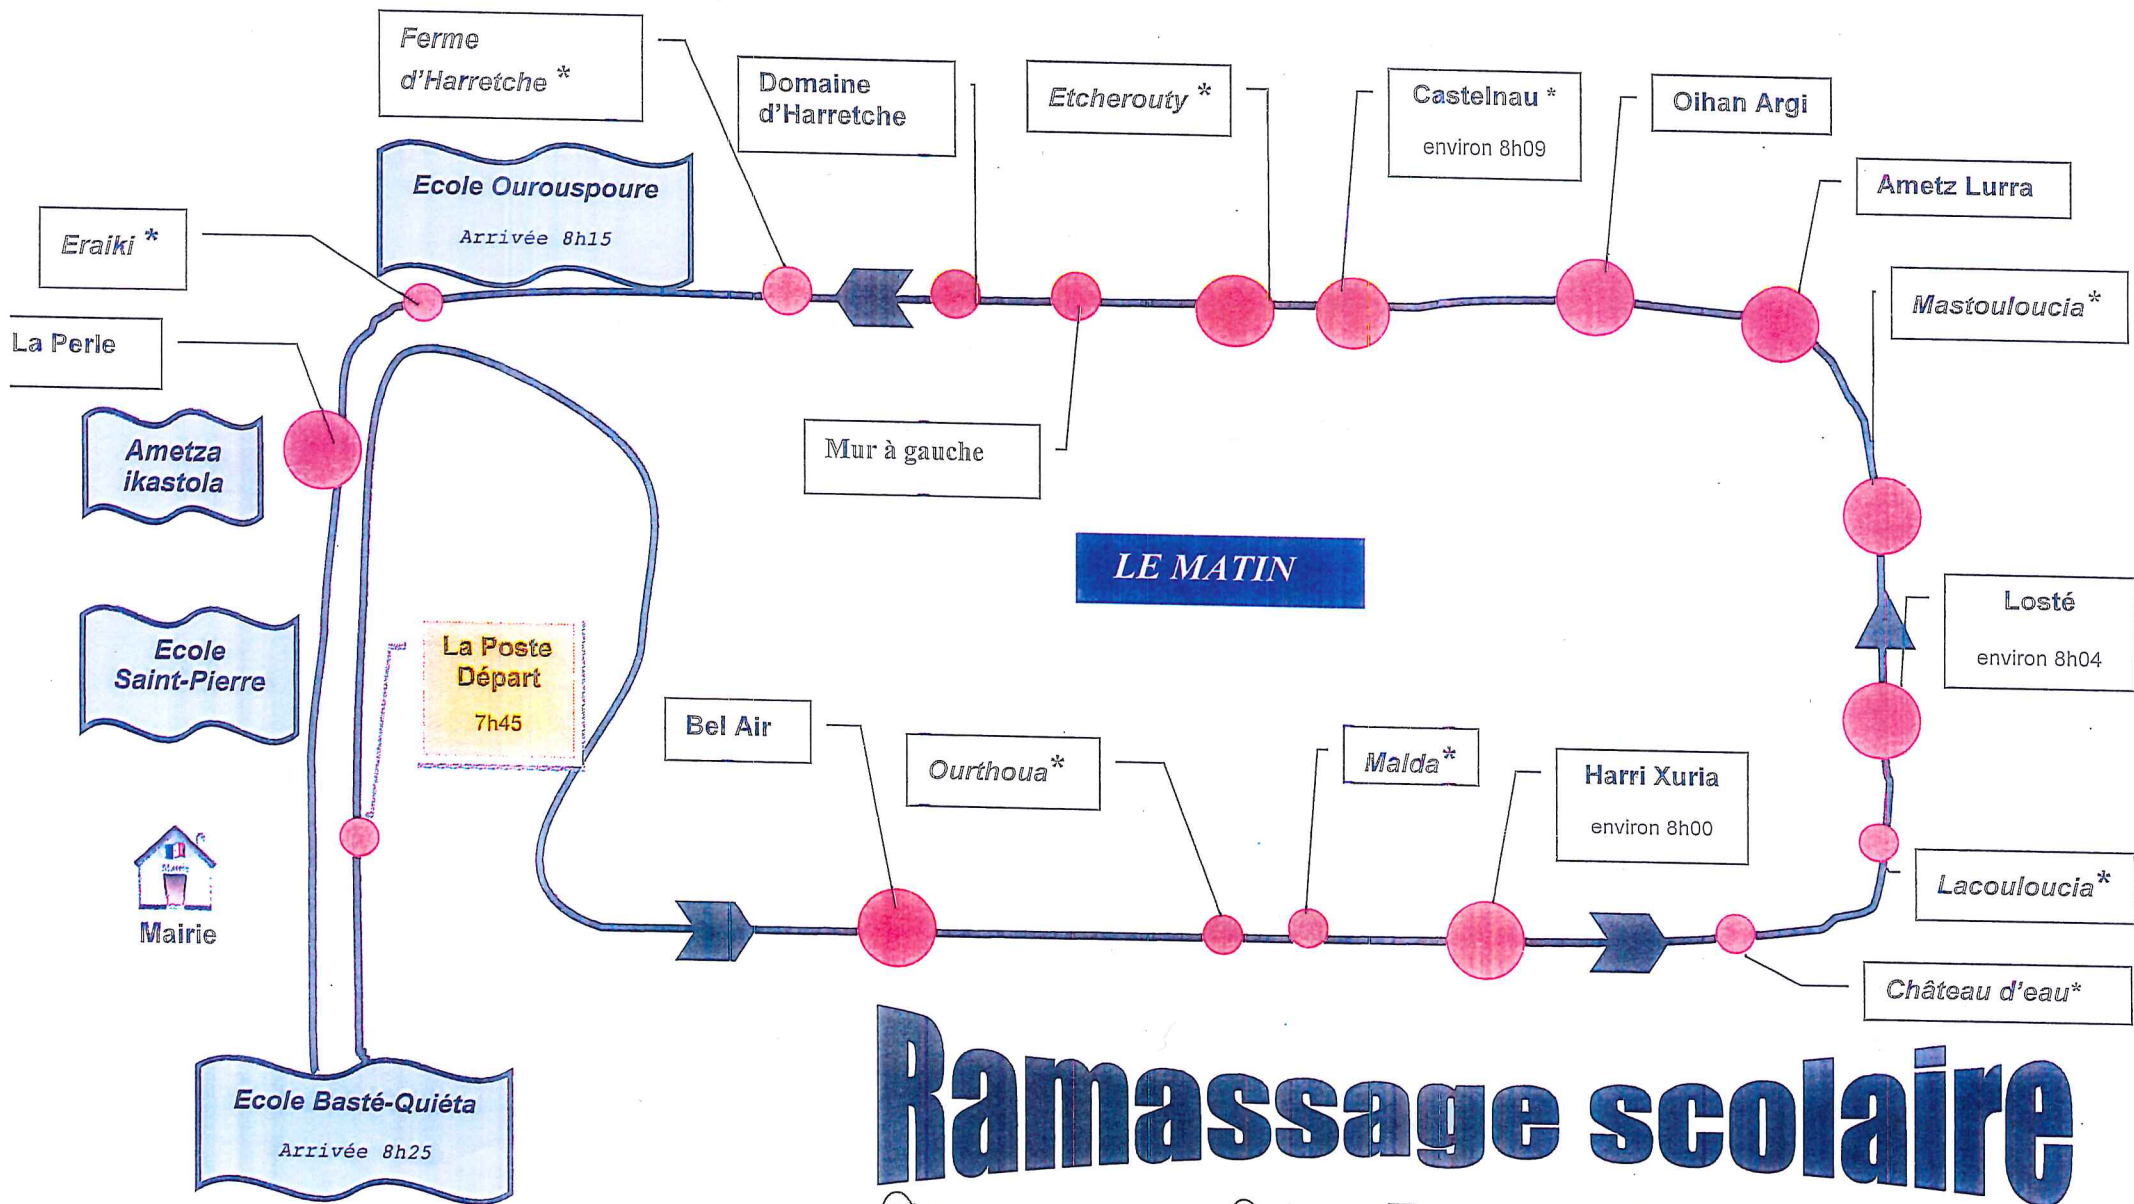 Ferme
d'Harretche *
Domaine
d'Harretche
Etcherouty *
Castelnau *
environ 8h09
Oihan Argi
Ametz Lurra
Mastouloucia*
Ecole Ourouspoure
Arrivée 8h15
Eraiki *
La Perle
Ametza
ikastola
Mur à gauche
LE MATIN
Losté
environ 8h04
Ecole
Saint-Pierre
La Poste
Départ
7h45
Bel Air
Ourthoua*
Malda*
Harri Xuria
environ 8h00
Lacouloucia*
Mairie
Mairie
Château d'eau*
Ecole Basté-Quiéta
Arrivée 8h25
Ramassage scolaire